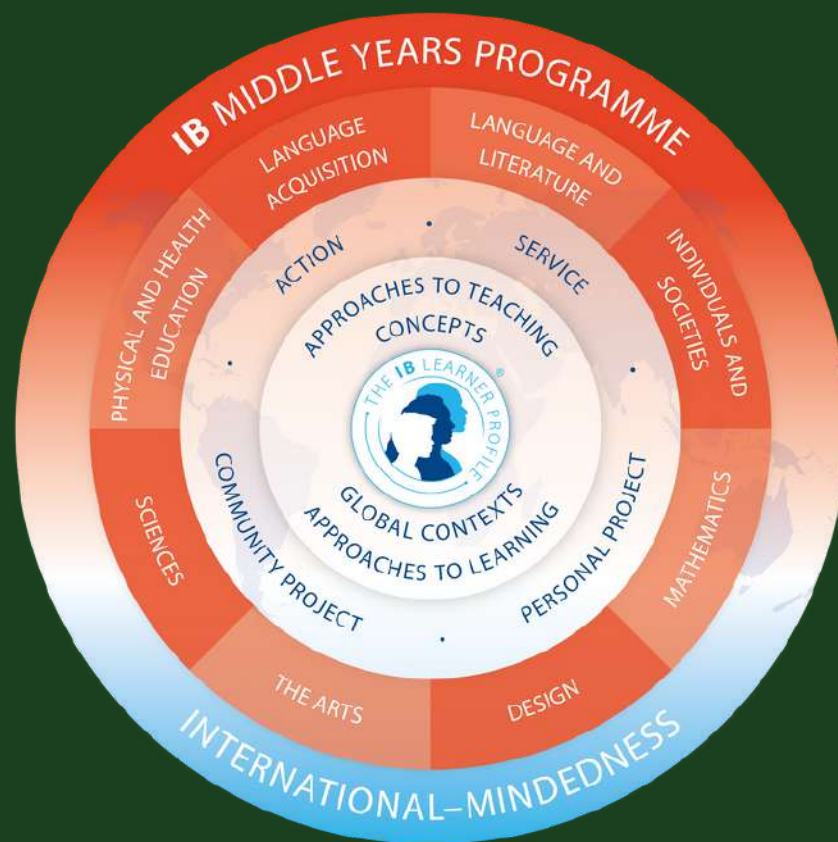 IB MIDDLE YEARS PROGRAMME
LANGUAGE
ACQUISITION
LANGUAGE AND
LITERATURE
PHYSICAL AND HEALTH
EDUCATION
INDIVIDUALS AND
SOCIETIES
SCIENCES
MATHEMATICS
THE ARTS
DESIGN
ACTION
SERVICE
COMMUNITY PROJECT
PERSONAL PROJECT
APPROACHES TO TEACHING
CONCEPTS
THE IB LEARNER PROFILE®
GLOBAL CONTEXTS
APPROACHES TO LEARNING
INTERNATIONAL–MINDEDNESS